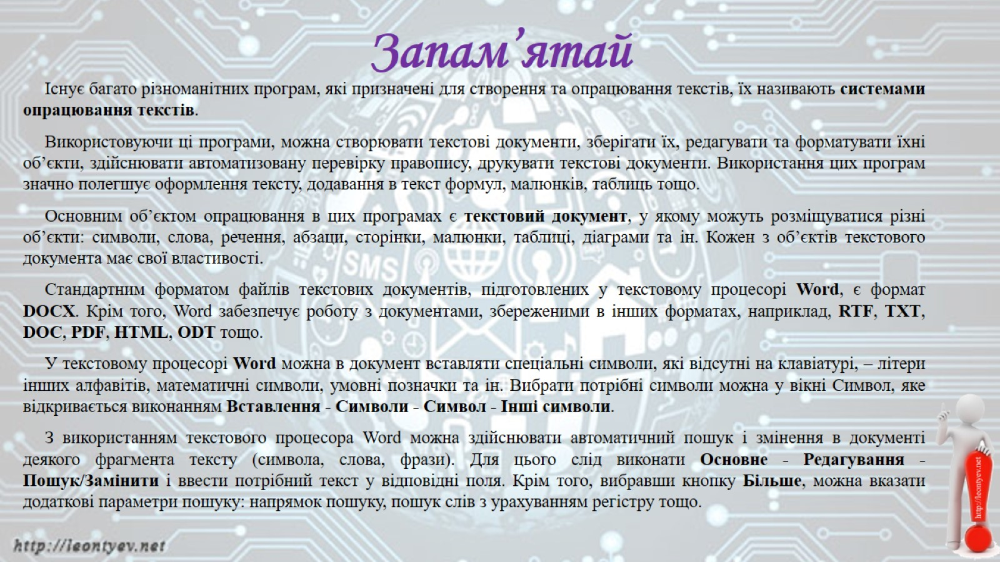 Запам’ятай
Існує багато різноманітних програм, які призначені для створення та опрацювання текстів, їх називають системами
опрацювання текстів.
Використовуючи ці програми, можна створювати текстові документи, зберігати їх, редагувати та форматувати їхні
об’єкти, здійснювати автоматизовану перевірку правопису, друкувати текстові документи. Використання цих програм
значно полегшує оформлення тексту, додавання в текст формул, малюнків, таблиць тощо.
Основним об’єктом опрацювання в цих програмах є текстовий документ, у якому можуть розміщуватися різні
об’єкти: символи, слова, речення, абзаци, сторінки, малюнки, таблиці, діаграми та ін. Кожен з об’єктів текстового
документа має свої властивості.
Стандартним форматом файлів текстових документів, підготовлених у текстовому процесорі Word, є формат
DOCX. Крім того, Word забезпечує роботу з документами, збереженими в інших форматах, наприклад, RTF, TXT,
DOC, PDF, HTML, ODT тощо.
У текстовому процесорі Word можна в документ вставляти спеціальні символи, які відсутні на клавіатурі, – літери
інших алфавітів, математичні символи, умовні позначки та ін. Вибрати потрібні символи можна у вікні Символ, яке
відкривається виконанням Вставлення - Символи - Символ - Інші символи.
З використанням текстового процесора Word можна здійснювати автоматичний пошук і змінення в документі
деякого фрагмента тексту (символа, слова, фрази). Для цього слід виконати Основне - Редагування -
Пошук/Замінити і ввести потрібний текст у відповідні поля. Крім того, вибравши кнопку Більше, можна вказати
додаткові параметри пошуку: напрямок пошуку, пошук слів з урахуванням регістру тощо.
SMS
http://leontyev.net
http://leontyev.net